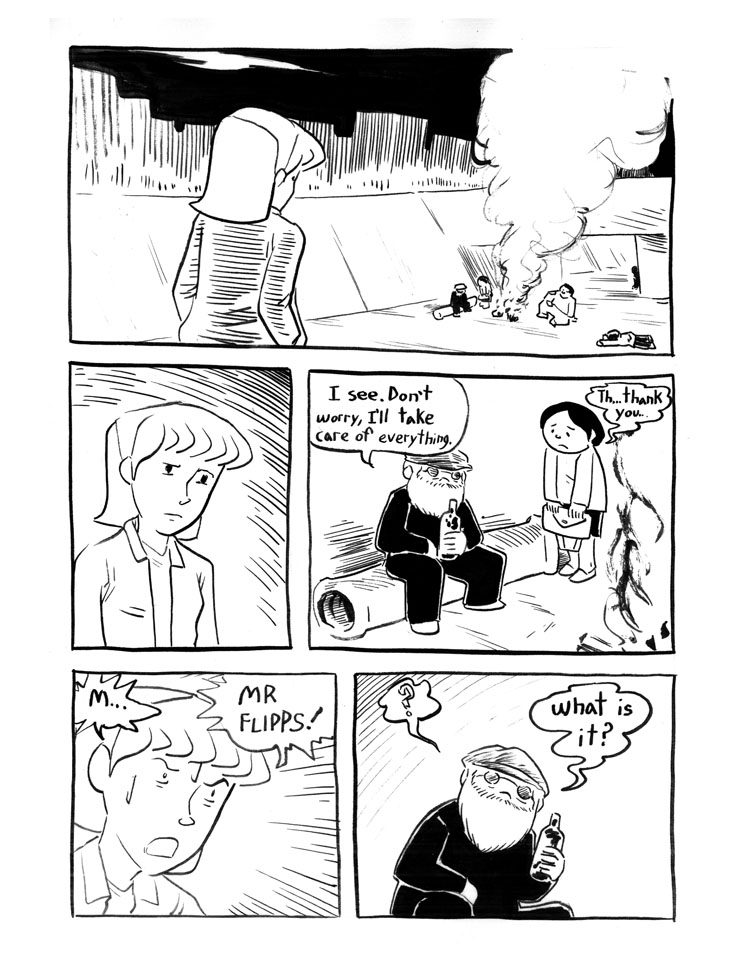 I see. Don't
worry, I'll take
care of everything.
Th...thank
you...
M...
MR
FLIPPS!
?
what is
it?